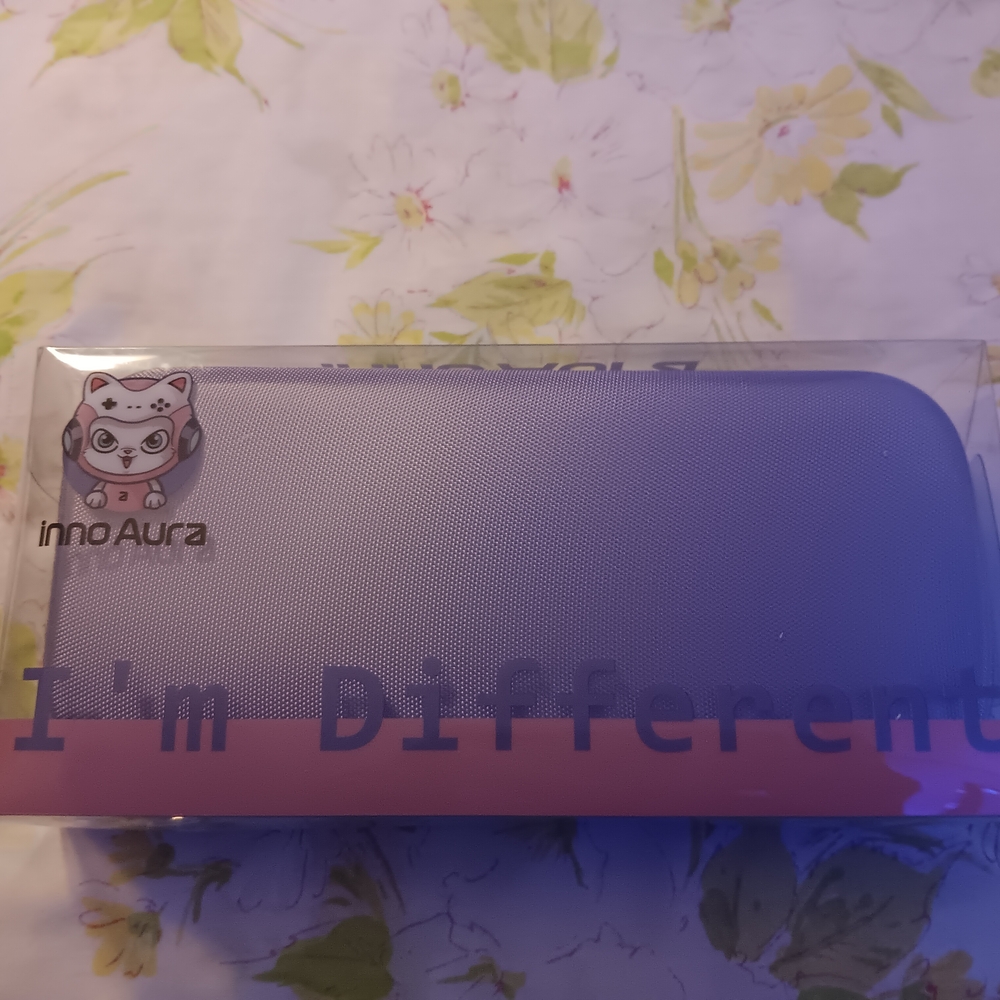 a
inno Aura
I'm Different